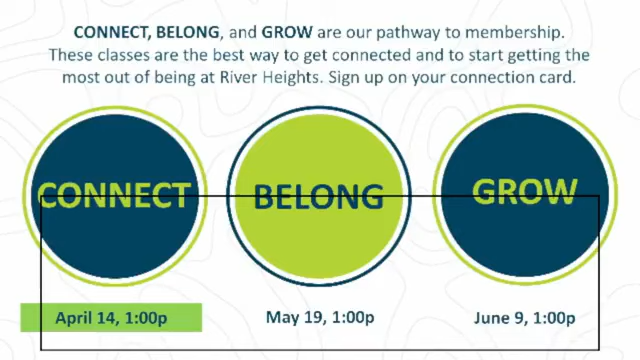 CONNECT, BELONG, and GROW are our pathway to membership.
These classes are the best way to get connected and to start getting the
most out of being at River Heights. Sign up on your connection card.
CONNECT
BELONG
GROW
April 14, 1:00p
May 19, 1:00p
June 9, 1:00p